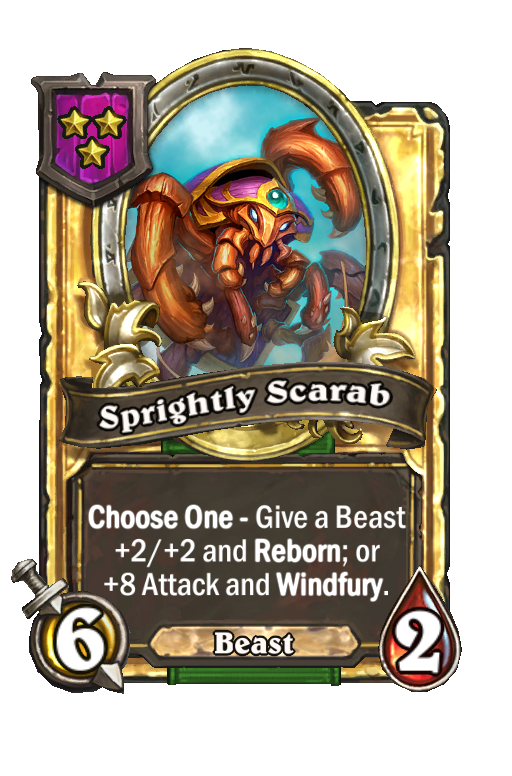 Sprightly Scarab
Choose One - Give a Beast
+2/+2 and Reborn; or
+8 Attack and Windfury.
6
Beast
2